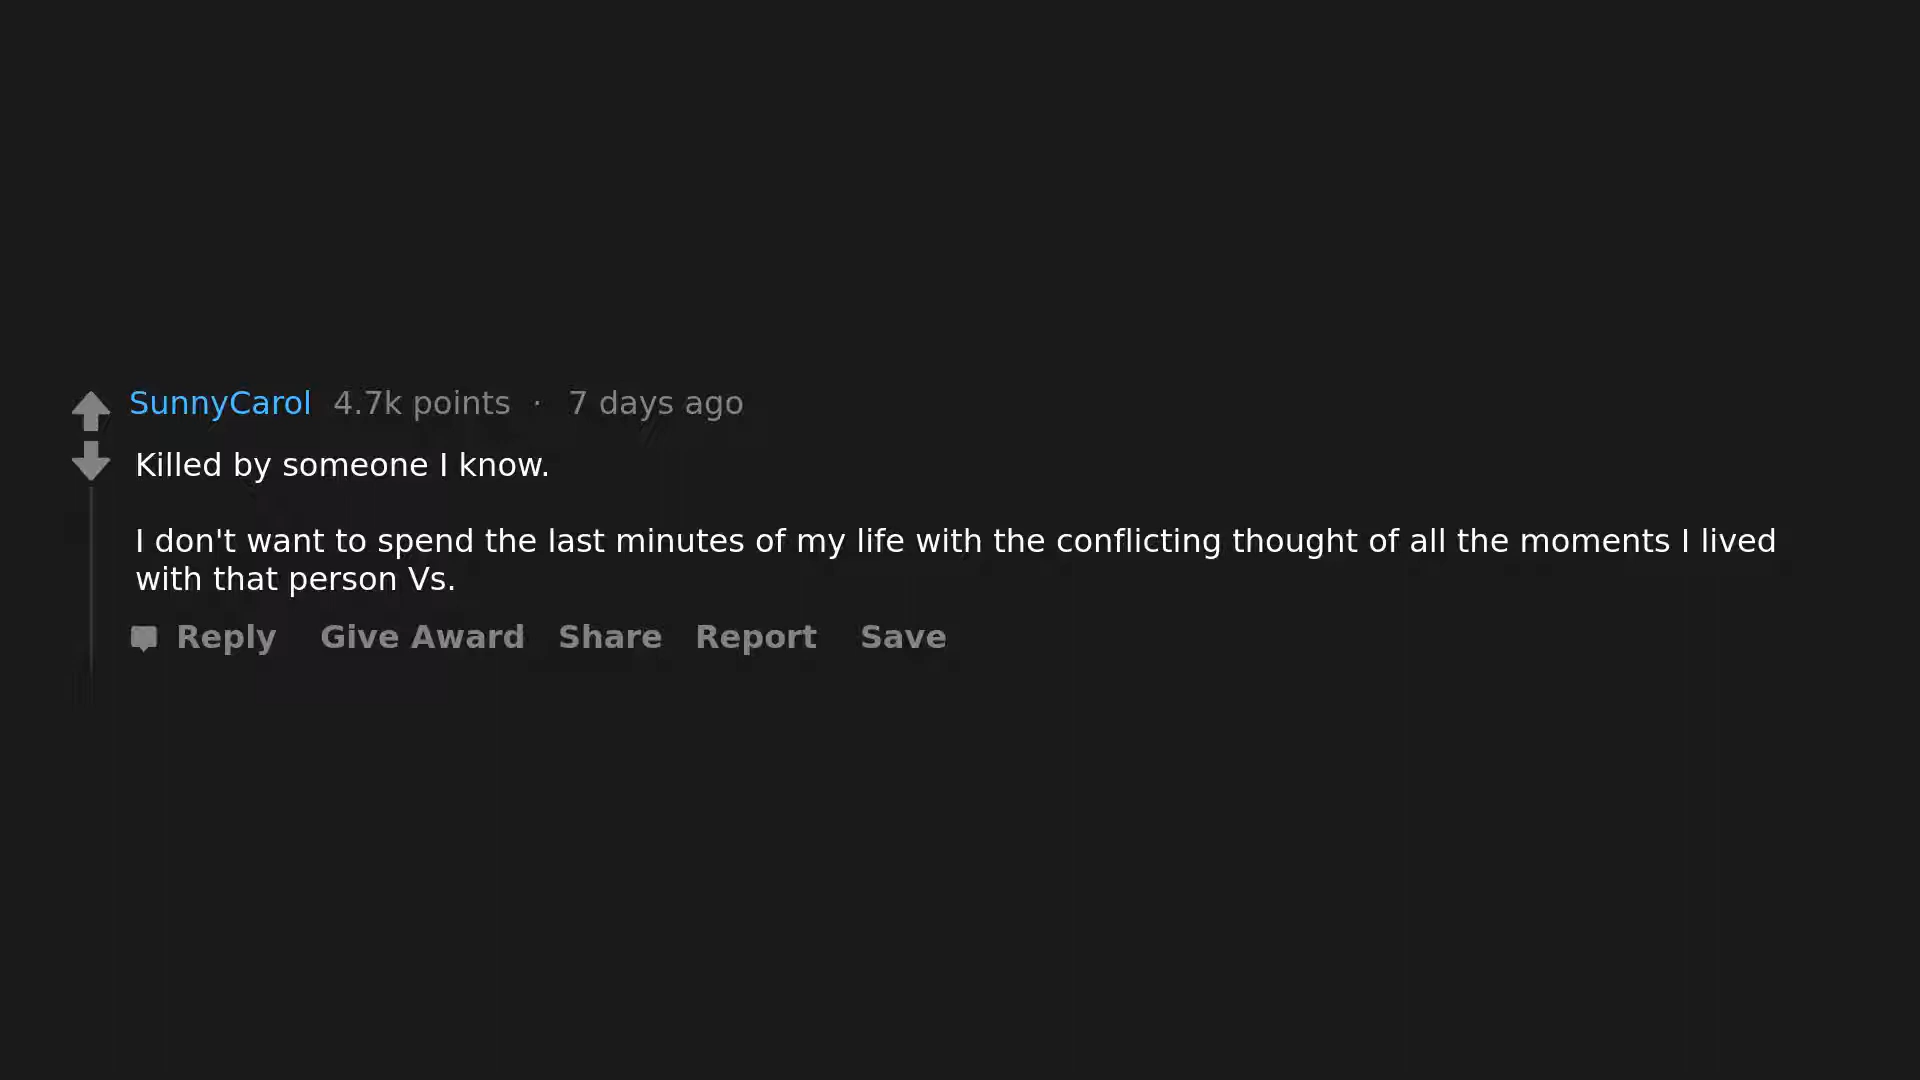 SunnyCarol 4.7k points · 7 days ago
Killed by someone I know.
I don't want to spend the last minutes of my life with the conflicting thought of all the moments I lived
with that person Vs.
Reply Give Award Share Report Save